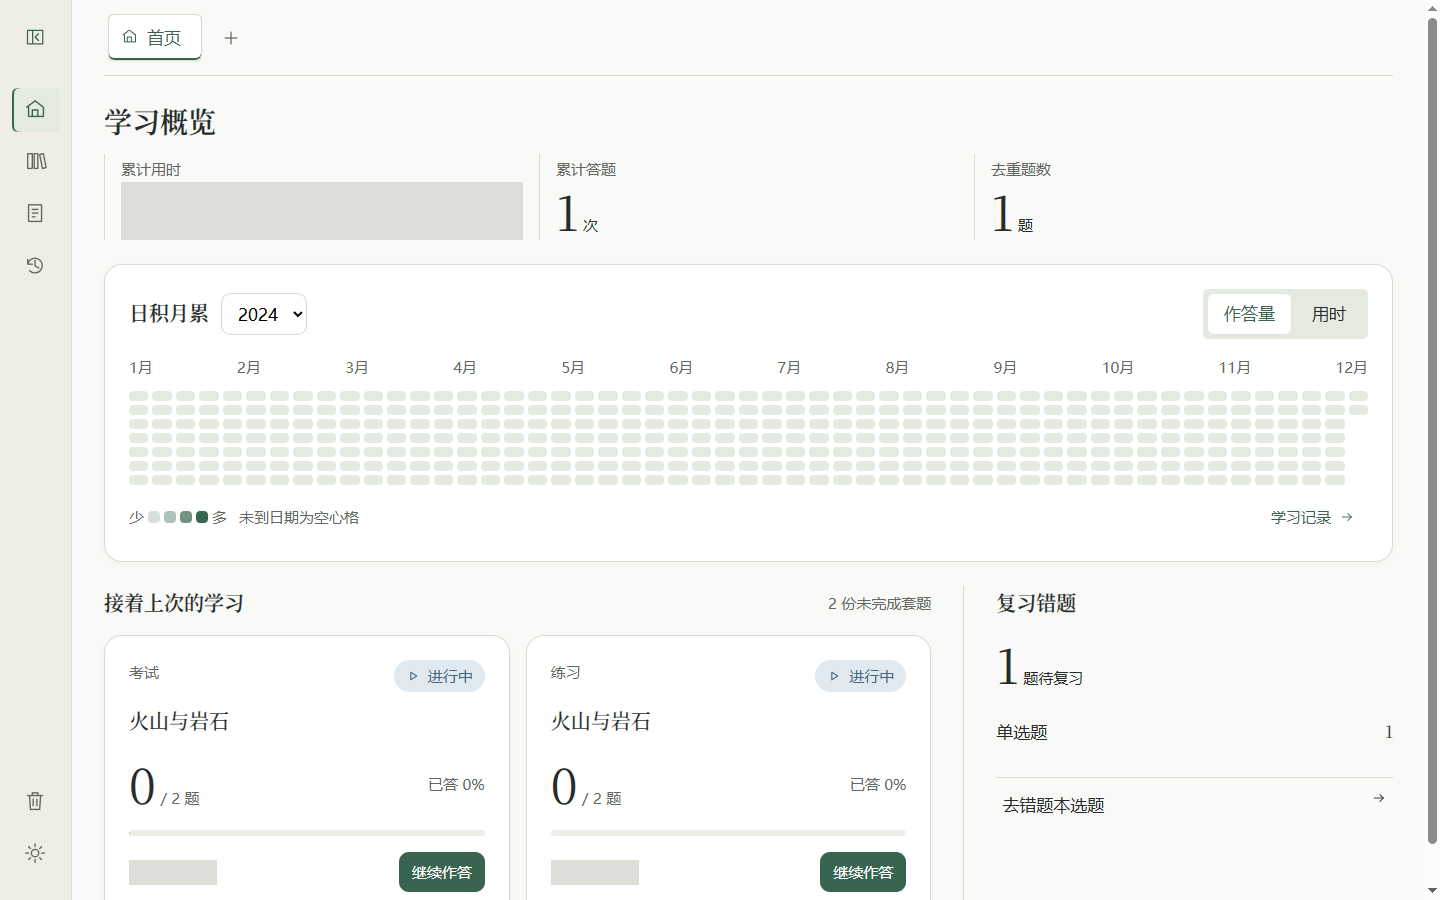 首页
学习概览
累计用时
累计答题
去重题数
1 次
1 题
日积月累
2024
作答量
用时
1月 2月 3月 4月 5月 6月 7月 8月 9月 10月 11月 12月
少
多
未到日期为空心格
学习记录
接着上次的学习
2 份未完成套题
考试
进行中
火山与岩石
0 / 2 题
已答 0%
继续作答
练习
进行中
火山与岩石
0 / 2 题
已答 0%
继续作答
复习错题
1 题待复习
单选题 1
去错题本选题